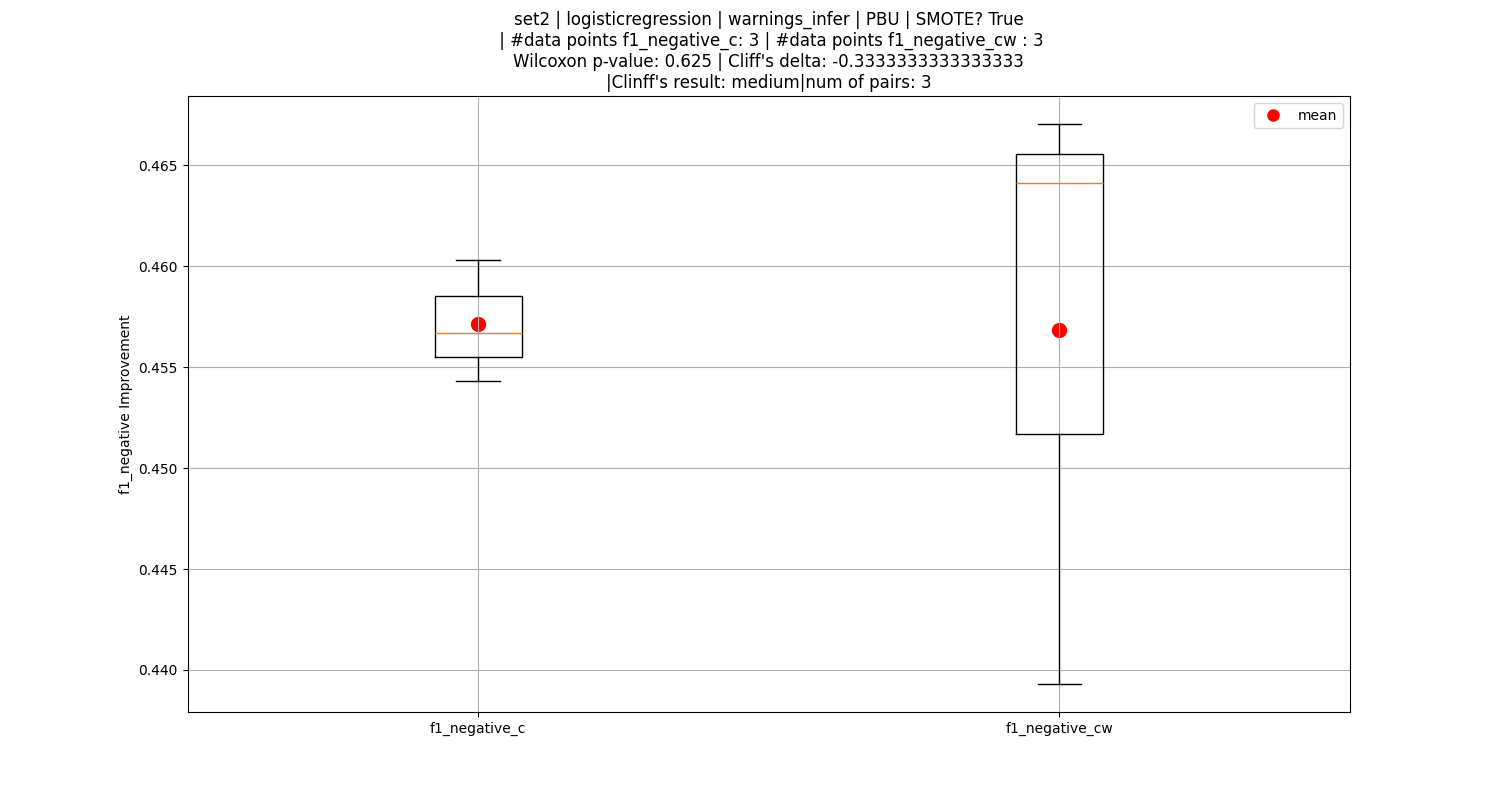 set2 | logisticregression | warnings_infer | PBU | SMOTE? True
| #data points f1_negative_c: 3 | #data points f1_negative_cw : 3
Wilcoxon p-value: 0.625 | Cliff's delta: -0.3333333333333333
|Clinff's result: medium|num of pairs: 3
mean
0.465
0.460
0.455
0.450
0.445
0.440
f1_negative Improvement
f1_negative_c
f1_negative_cw